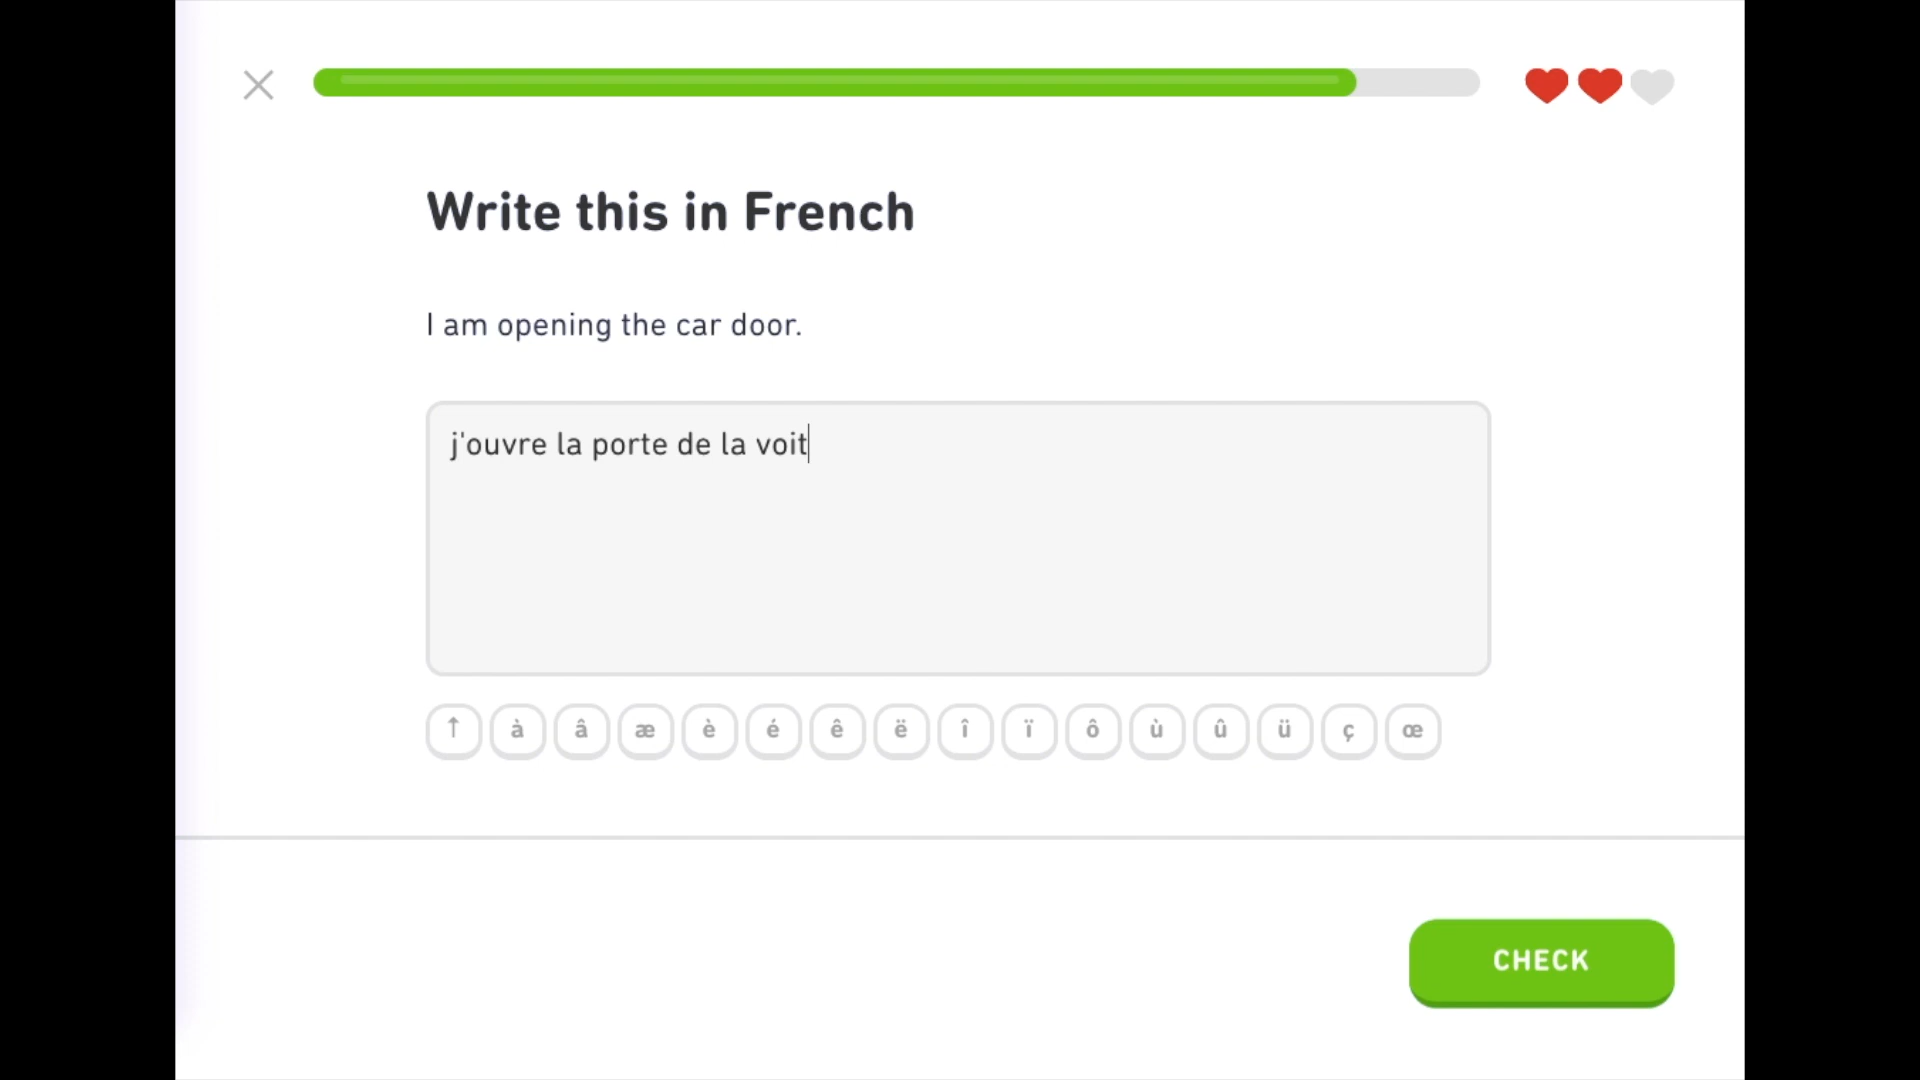 Write this in French
I am opening the car door.
j'ouvre la porte de la voit
↑ à â æ è é ê ë î ï ô ù û ü ç œ
CHECK